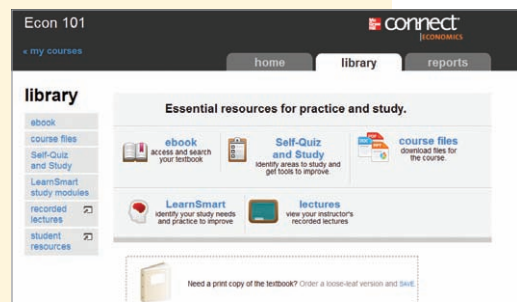 Econ 101
connect
ECONOMICS
« my courses
home
library
reports
library
ebook
course files
Self-Quiz
and Study
LearnSmart
study modules
recorded
lectures
student
resources
Essential resources for practice and study.
ebook
access and search
your textbook
Self-Quiz
and Study
identify areas to study and
get tools to improve.
course files
download files for
the course.
LearnSmart
identify your study needs
and practice to improve
lectures
view your instructor's
recorded lectures
Need a print copy of the textbook? Order a loose-leaf version and save.